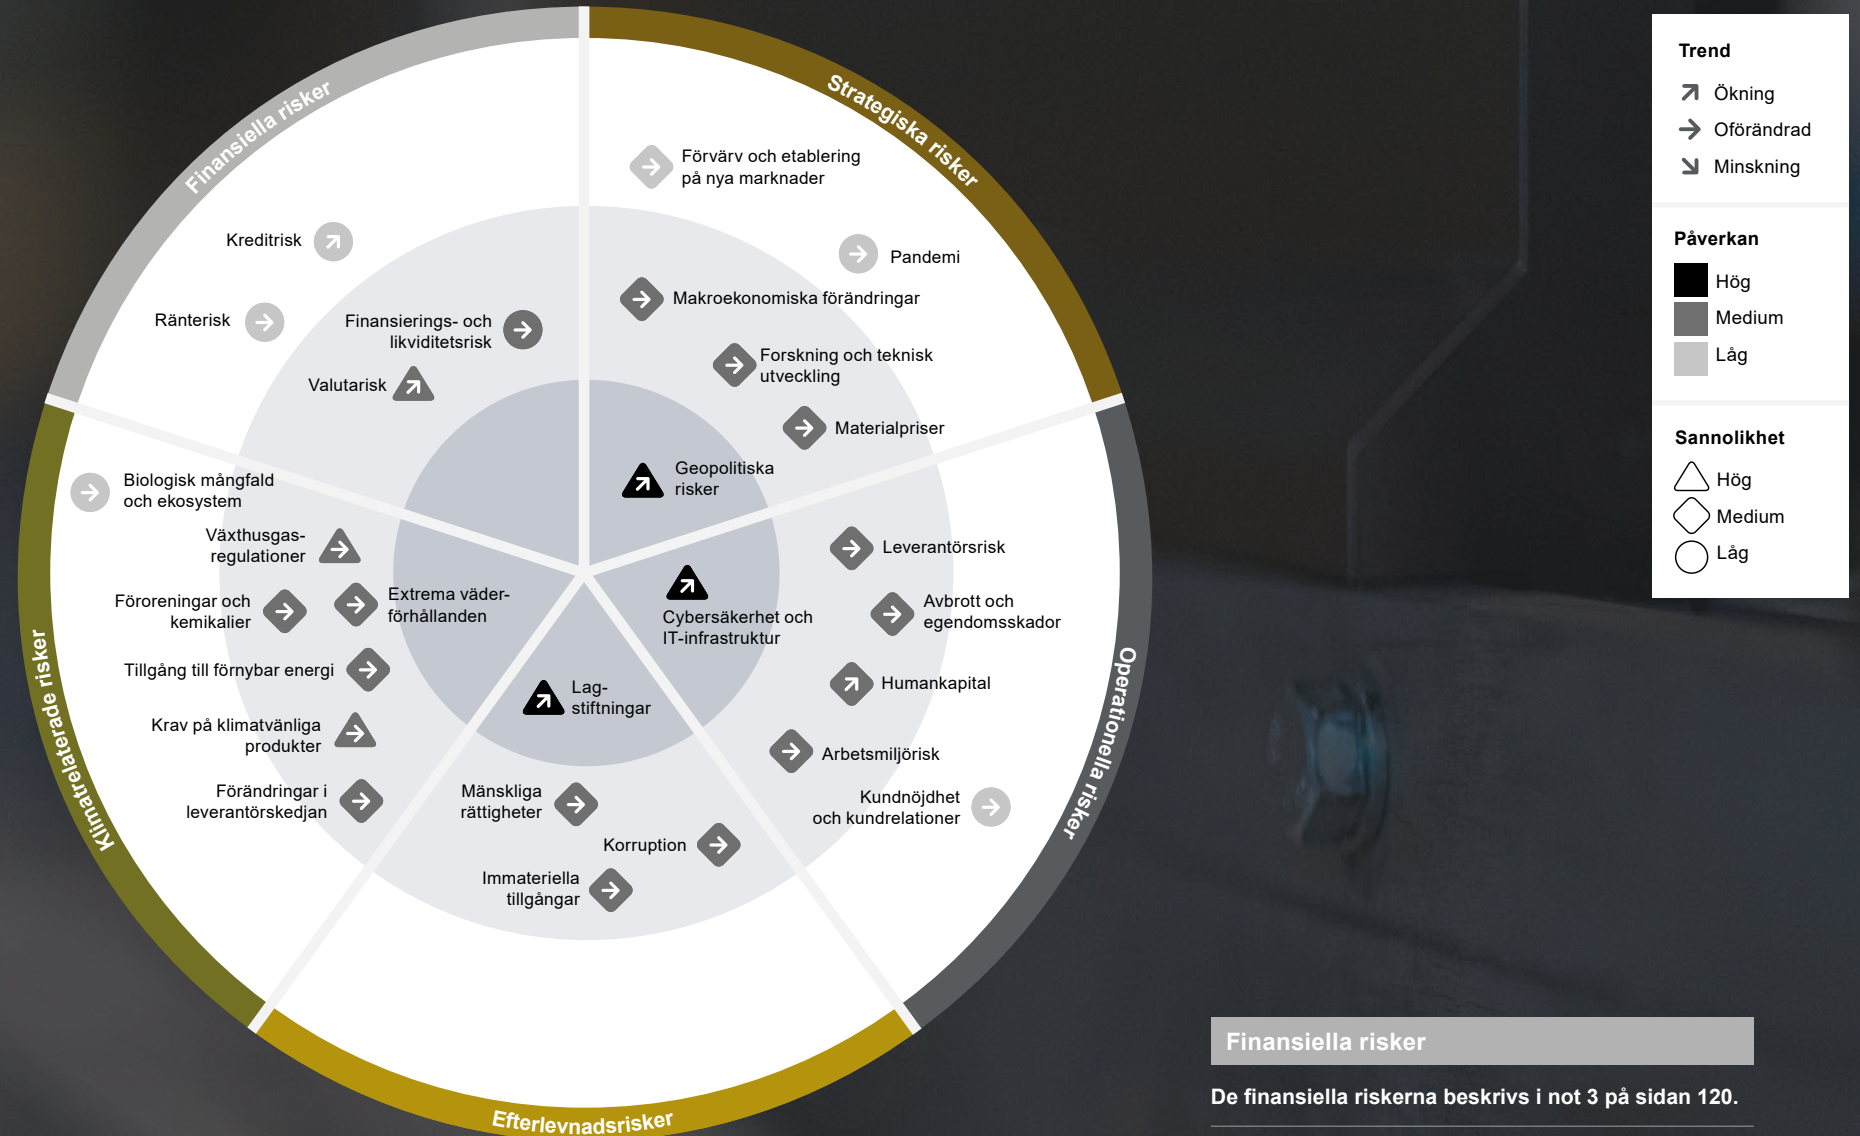 Finansiella risker
Kreditrisk
Ränterisk
Finansierings- och
likviditetsrisk
Valutarisk
Strategiska risker
Förvärv och etablering
på nya marknader
Pandemi
Makroekonomiska förändringar
Forskning och teknisk
utveckling
Materialpriser
Geopolitiska
risker
Operationella risker
Leverantörsrisk
Cybersäkerhet och
IT-infrastruktur
Avbrott och
egendomsskador
Humankapital
Arbetsmiljörisk
Kundnöjdhet
och kundrelationer
Efterlevnadsrisker
Lag-
stiftningar
Mänskliga
rättigheter
Korruption
Immateriella
tillgångar
Klimatrelaterade risker
Biologisk mångfald
och ekosystem
Växthusgas-
regulationer
Extrema väder-
förhållanden
Föroreningar och
kemikalier
Tillgång till förnybar energi
Krav på klimatvänliga
produkter
Förändringar i
leverantörskedjan
Trend
Ökning
Oförändrad
Minskning
Påverkan
Hög
Medium
Låg
Sannolikhet
Hög
Medium
Låg
Finansiella risker
De finansiella riskerna beskrivs i not 3 på sidan 120.